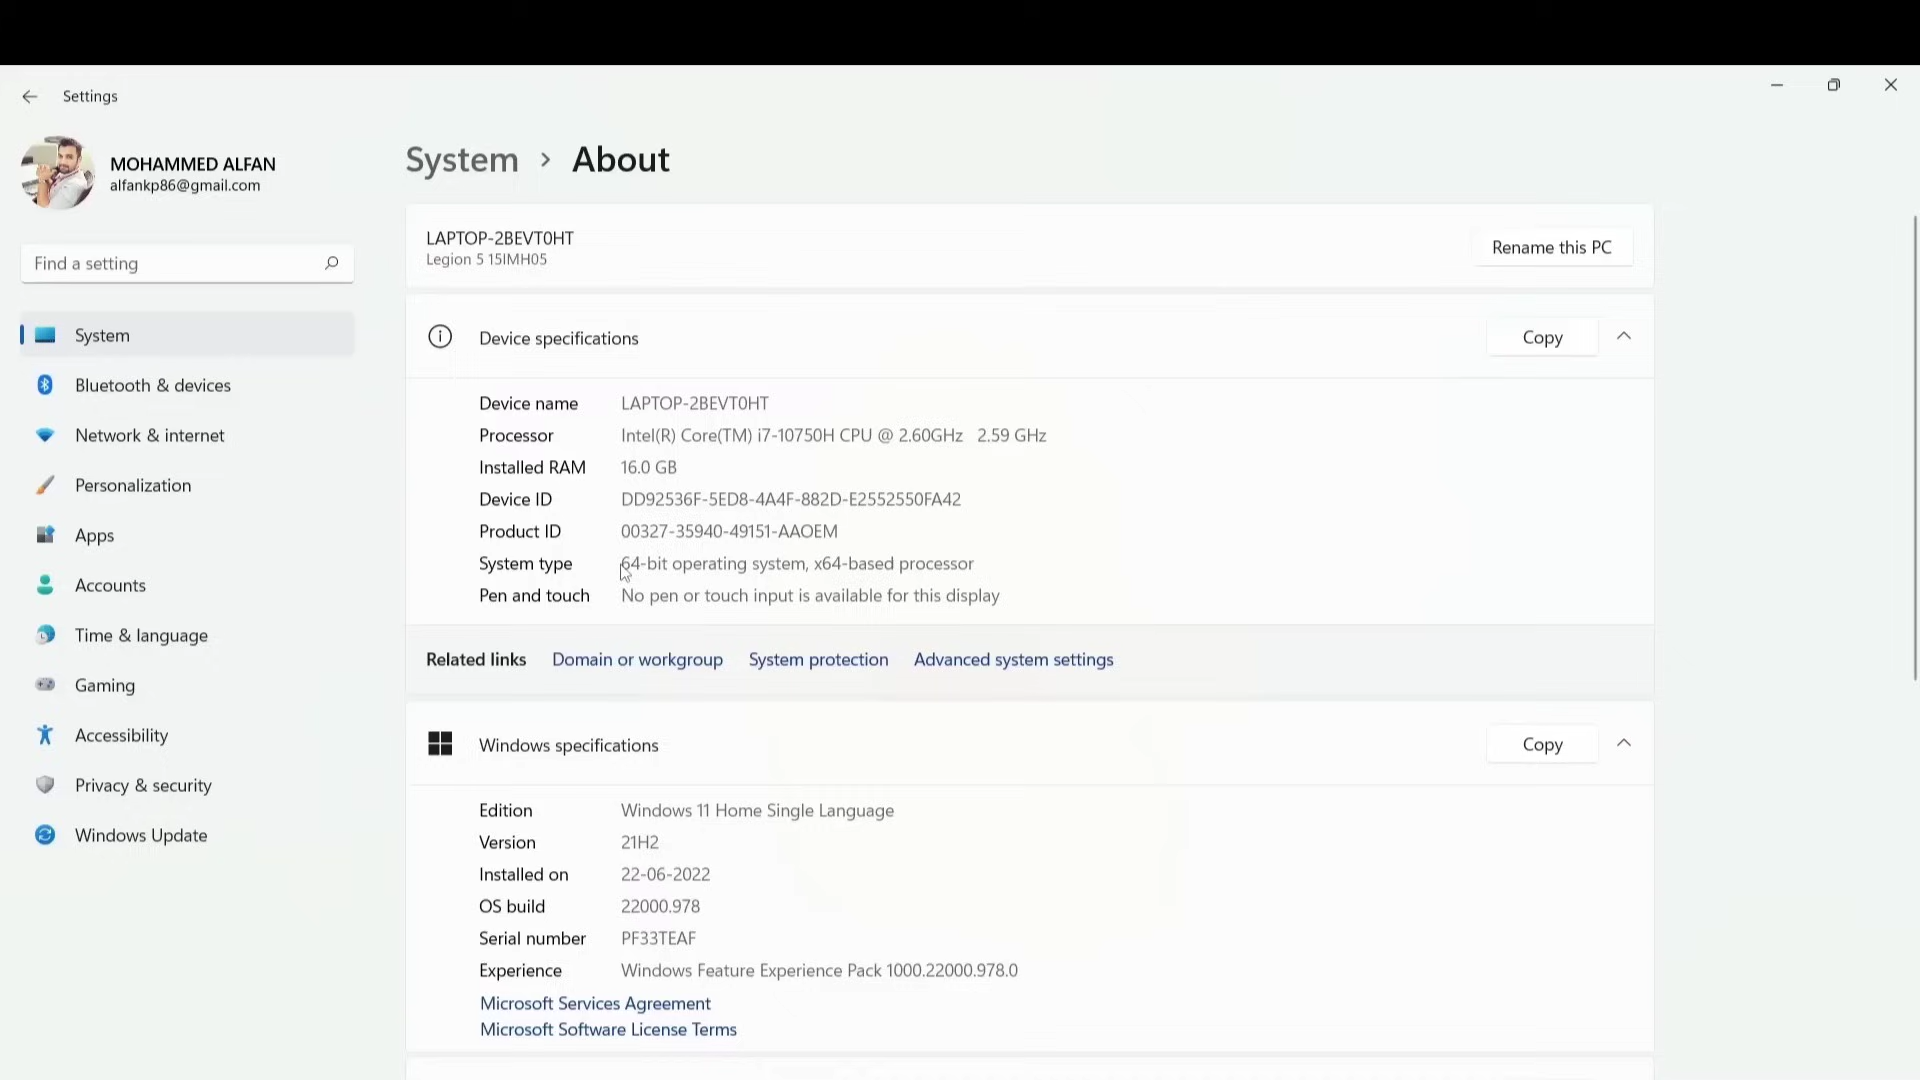 Settings
MOHAMMED ALFAN
alfankp86@gmail.com
Find a setting
System
Bluetooth & devices
Network & internet
Personalization
Apps
Accounts
Time & language
Gaming
Accessibility
Privacy & security
Windows Update
System > About
LAPTOP-2BEVT0HT
Legion 5 15IMH05
Rename this PC
Device specifications
Copy
Device name LAPTOP-2BEVT0HT
Processor Intel(R) Core(TM) i7-10750H CPU @ 2.60GHz 2.59 GHz
Installed RAM 16.0 GB
Device ID DD92536F-5ED8-4A4F-882D-E2552550FA42
Product ID 00327-35940-49151-AAOEM
System type 64-bit operating system, x64-based processor
Pen and touch No pen or touch input is available for this display
Related links Domain or workgroup System protection Advanced system settings
Windows specifications
Copy
Edition Windows 11 Home Single Language
Version 21H2
Installed on 22-06-2022
OS build 22000.978
Serial number PF33TEAF
Experience Windows Feature Experience Pack 1000.22000.978.0
Microsoft Services Agreement
Microsoft Software License Terms